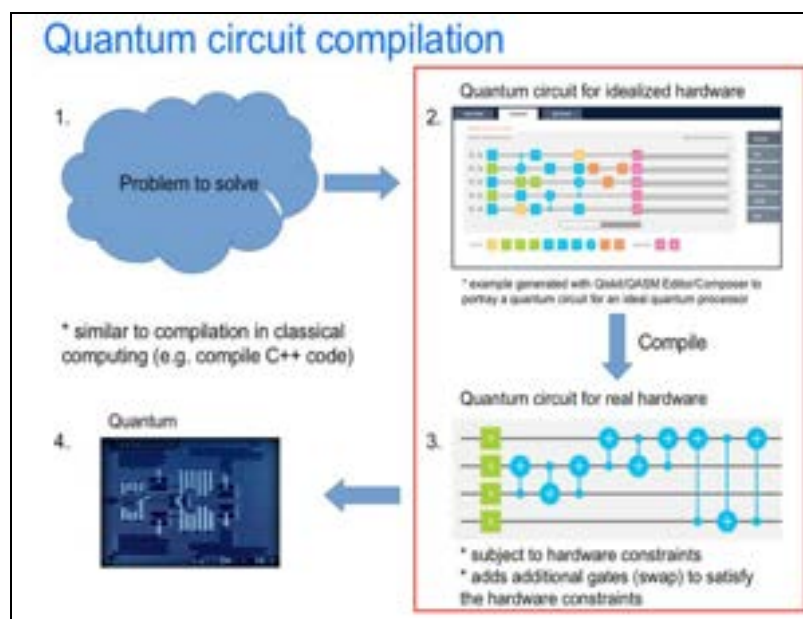 Quantum circuit compilation
1.
Problem to solve
* similar to compilation in classical
computing (e.g. compile C++ code)
Quantum circuit for idealized hardware
2.
* example generated with Qiskit/QASM Editor/Composer to
portray a quantum circuit for an ideal quantum processor
Compile
Quantum circuit for real hardware
3.
* subject to hardware constraints
* adds additional gates (swap) to satisfy
the hardware constraints
Quantum
4.